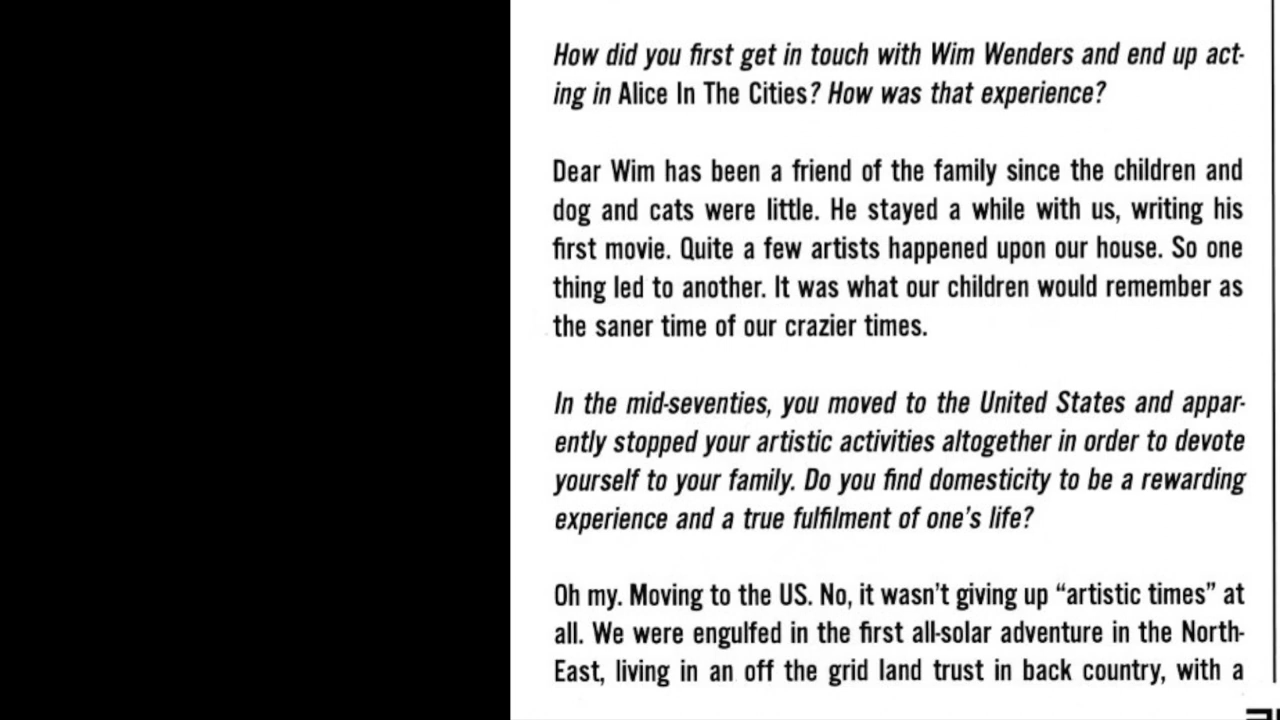 How did you first get in touch with Wim Wenders and end up act-
ing in Alice In The Cities? How was that experience?
Dear Wim has been a friend of the family since the children and
dog and cats were little. He stayed a while with us, writing his
first movie. Quite a few artists happened upon our house. So one
thing led to another. It was what our children would remember as
the saner time of our crazier times.
In the mid-seventies, you moved to the United States and appar-
ently stopped your artistic activities altogether in order to devote
yourself to your family. Do you find domesticity to be a rewarding
experience and a true fulfilment of one's life?
Oh my. Moving to the US. No, it wasn't giving up “artistic times” at
all. We were engulfed in the first all-solar adventure in the North-
East, living in an off the grid land trust in back country, with a